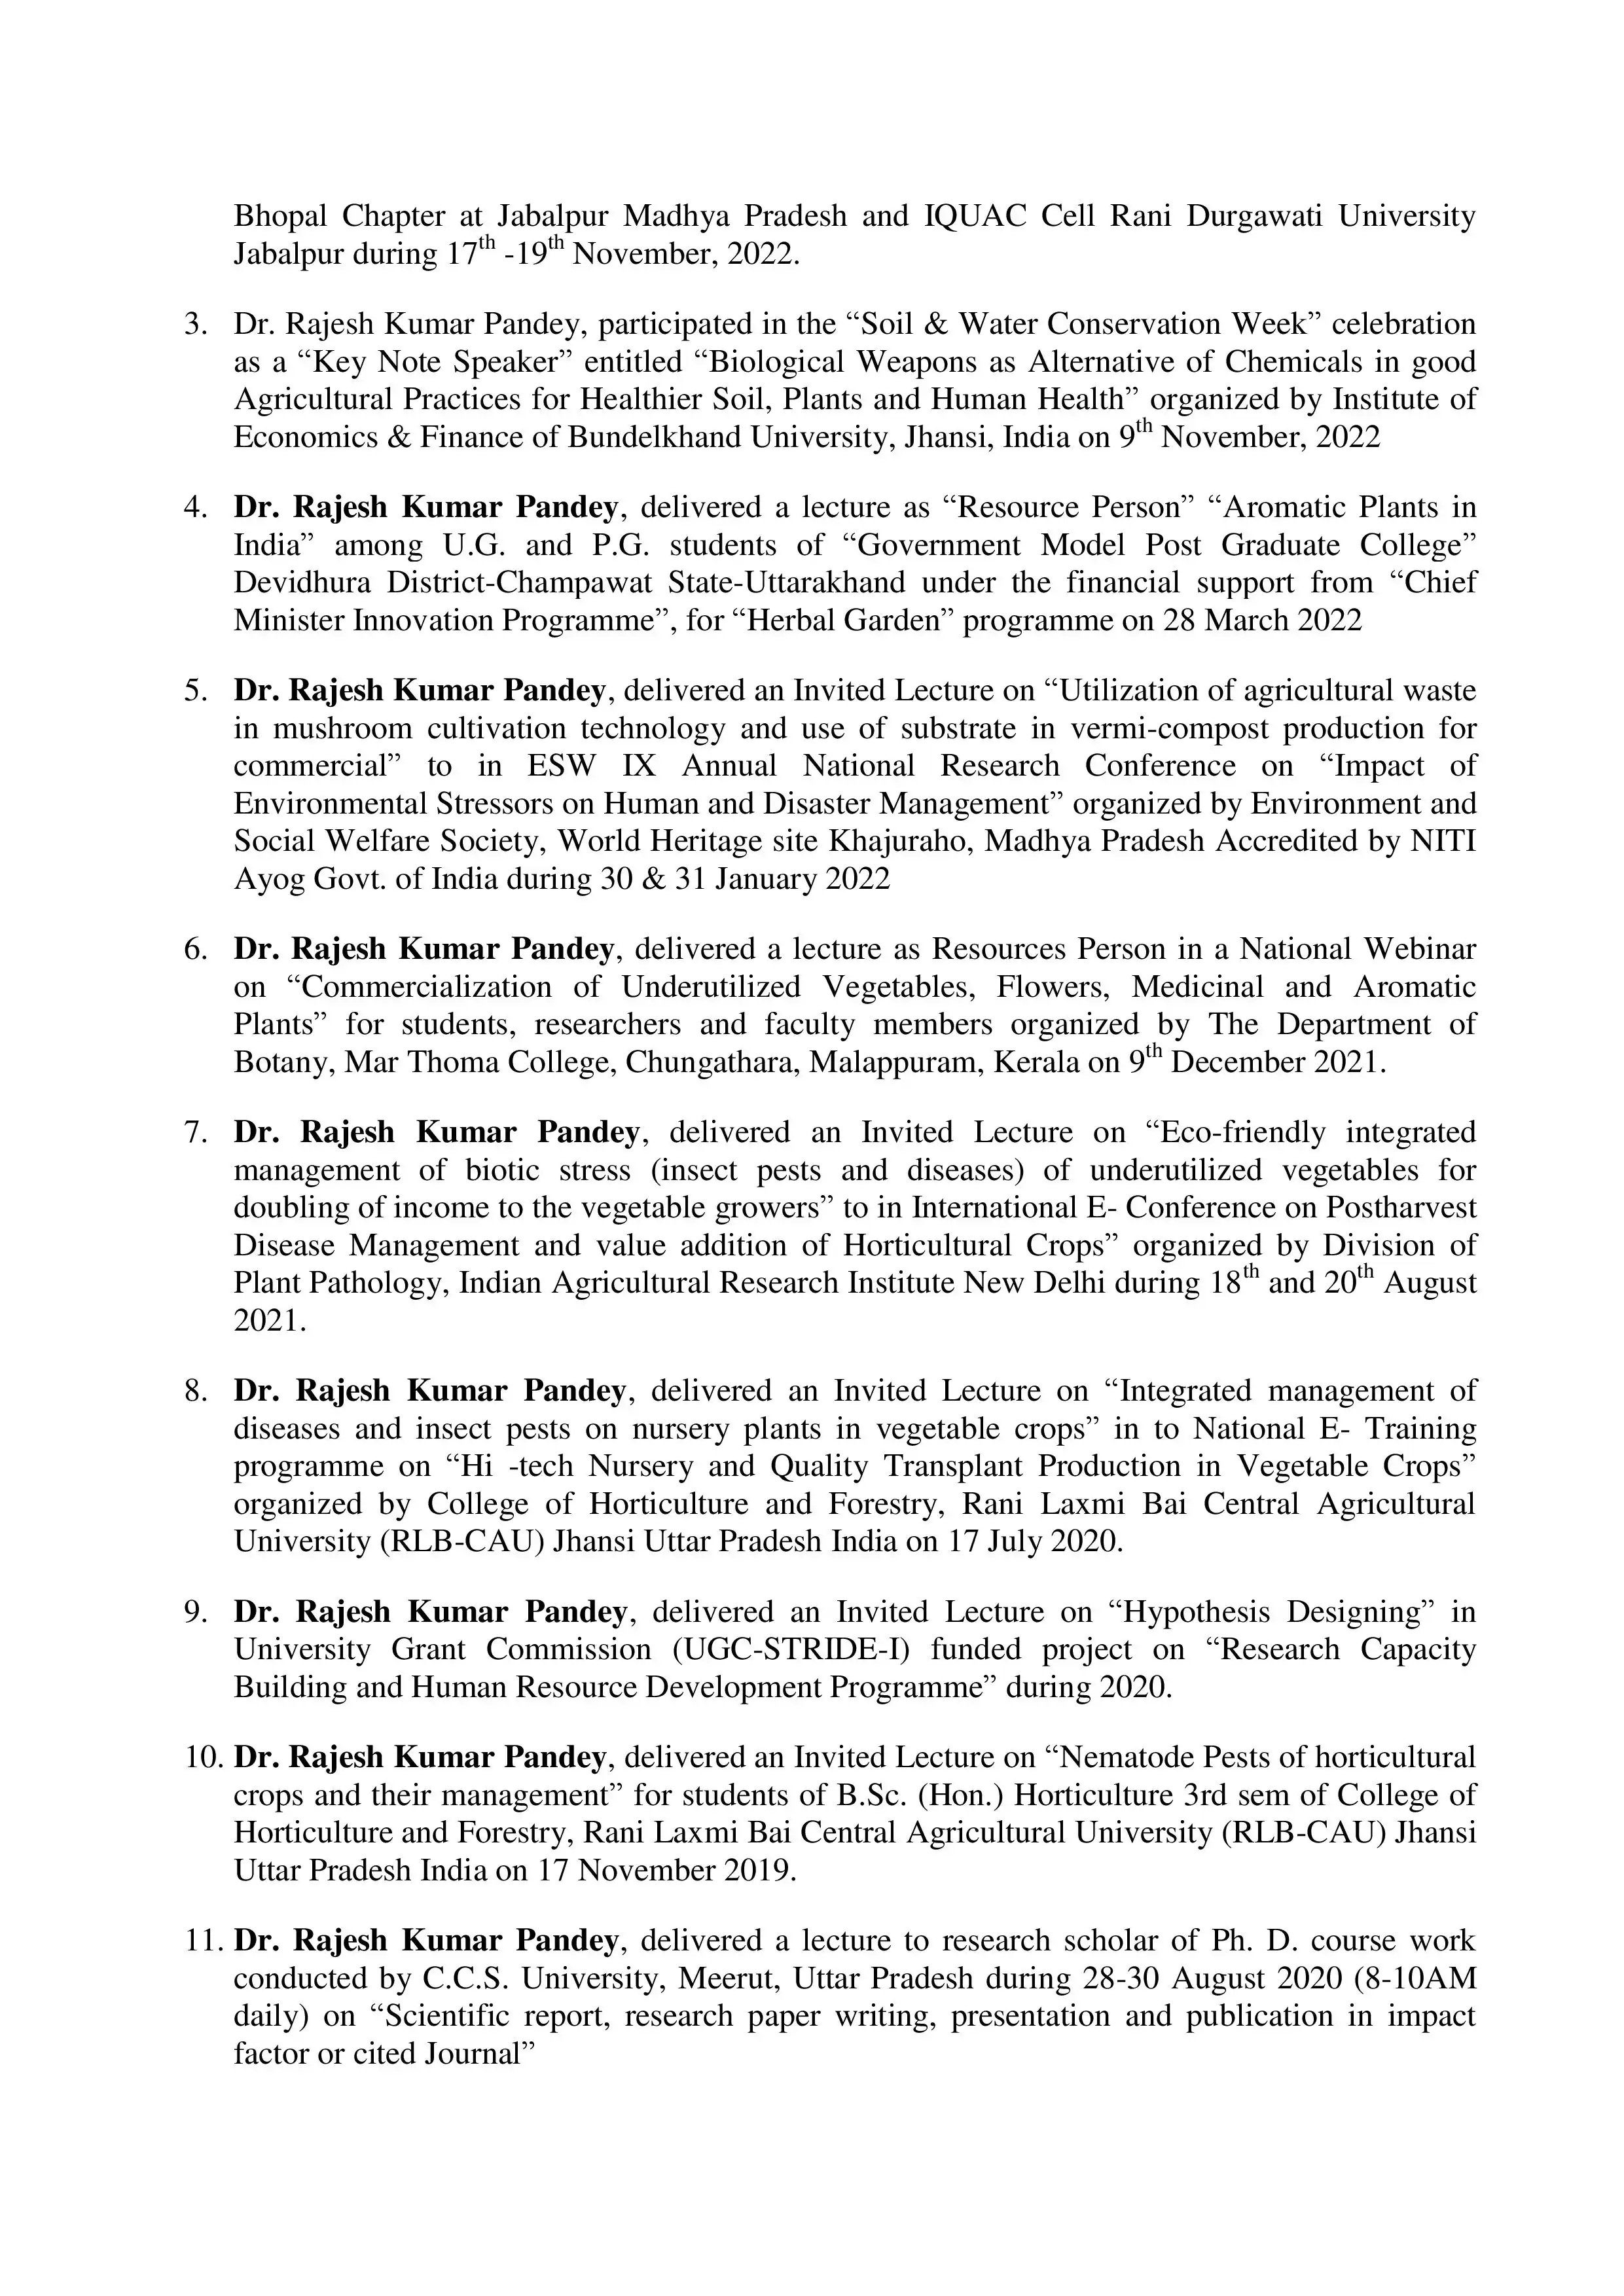 Bhopal Chapter at Jabalpur Madhya Pradesh and IQUAC Cell Rani Durgawati University
Jabalpur during 17th -19th November, 2022.
3. Dr. Rajesh Kumar Pandey, participated in the “Soil & Water Conservation Week” celebration
as a “Key Note Speaker” entitled “Biological Weapons as Alternative of Chemicals in good
Agricultural Practices for Healthier Soil, Plants and Human Health” organized by Institute of
Economics & Finance of Bundelkhand University, Jhansi, India on 9th November, 2022
4. Dr. Rajesh Kumar Pandey, delivered a lecture as “Resource Person” “Aromatic Plants in
India” among U.G. and P.G. students of “Government Model Post Graduate College”
Devidhura District-Champawat State-Uttarakhand under the financial support from “Chief
Minister Innovation Programme”, for “Herbal Garden” programme on 28 March 2022
5. Dr. Rajesh Kumar Pandey, delivered an Invited Lecture on “Utilization of agricultural waste
in mushroom cultivation technology and use of substrate in vermi-compost production for
commercial” to in ESW IX Annual National Research Conference on “Impact of
Environmental Stressors on Human and Disaster Management” organized by Environment and
Social Welfare Society, World Heritage site Khajuraho, Madhya Pradesh Accredited by NITI
Ayog Govt. of India during 30 & 31 January 2022
6. Dr. Rajesh Kumar Pandey, delivered a lecture as Resources Person in a National Webinar
on “Commercialization of Underutilized Vegetables, Flowers, Medicinal and Aromatic
Plants” for students, researchers and faculty members organized by The Department of
Botany, Mar Thoma College, Chungathara, Malappuram, Kerala on 9th December 2021.
7. Dr. Rajesh Kumar Pandey, delivered an Invited Lecture on “Eco-friendly integrated
management of biotic stress (insect pests and diseases) of underutilized vegetables for
doubling of income to the vegetable growers” to in International E- Conference on Postharvest
Disease Management and value addition of Horticultural Crops” organized by Division of
Plant Pathology, Indian Agricultural Research Institute New Delhi during 18th and 20th August
2021.
8. Dr. Rajesh Kumar Pandey, delivered an Invited Lecture on “Integrated management of
diseases and insect pests on nursery plants in vegetable crops” in to National E- Training
programme on “Hi -tech Nursery and Quality Transplant Production in Vegetable Crops”
organized by College of Horticulture and Forestry, Rani Laxmi Bai Central Agricultural
University (RLB-CAU) Jhansi Uttar Pradesh India on 17 July 2020.
9. Dr. Rajesh Kumar Pandey, delivered an Invited Lecture on “Hypothesis Designing” in
University Grant Commission (UGC-STRIDE-I) funded project on “Research Capacity
Building and Human Resource Development Programme” during 2020.
10. Dr. Rajesh Kumar Pandey, delivered an Invited Lecture on “Nematode Pests of horticultural
crops and their management” for students of B.Sc. (Hon.) Horticulture 3rd sem of College of
Horticulture and Forestry, Rani Laxmi Bai Central Agricultural University (RLB-CAU) Jhansi
Uttar Pradesh India on 17 November 2019.
11. Dr. Rajesh Kumar Pandey, delivered a lecture to research scholar of Ph. D. course work
conducted by C.C.S. University, Meerut, Uttar Pradesh during 28-30 August 2020 (8-10AM
daily) on “Scientific report, research paper writing, presentation and publication in impact
factor or cited Journal”